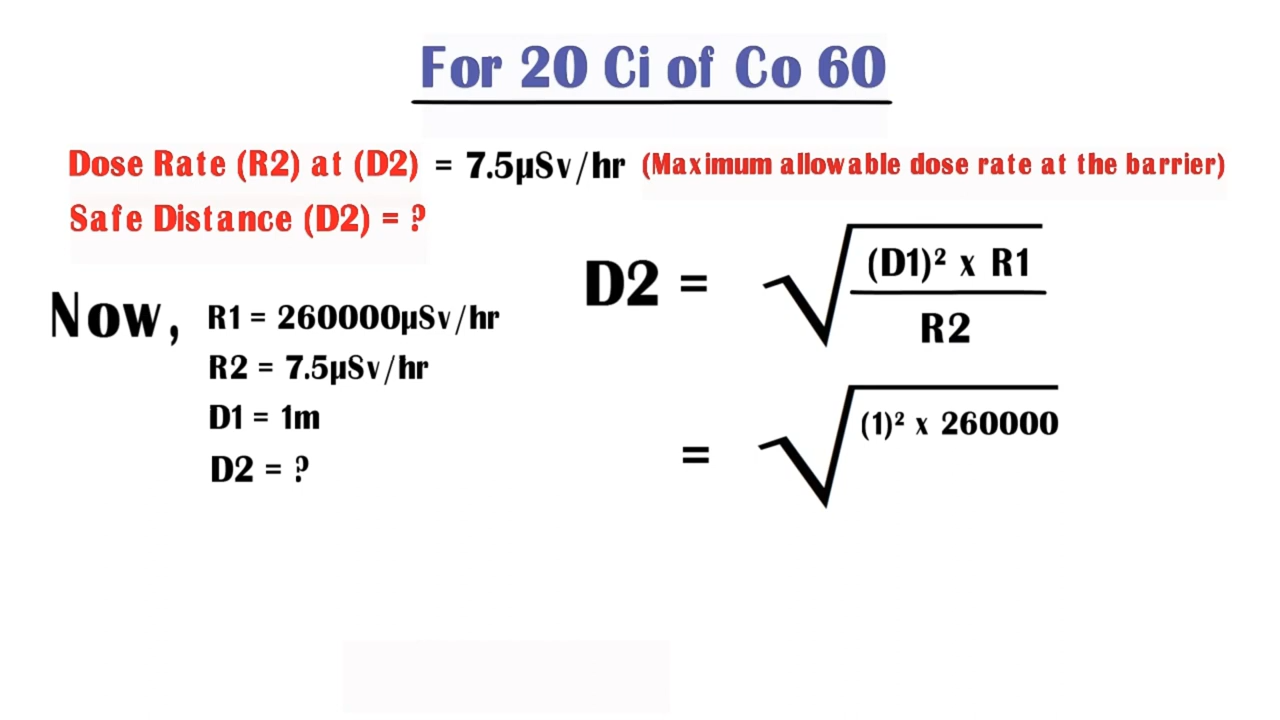 For 20 Ci of Co 60
Dose Rate (R2) at (D2) = 7.5µSv/hr (Maximum allowable dose rate at the barrier)
Safe Distance (D2) = ?
Now, R1 = 260000µSv/hr
R2 = 7.5µSv/hr
D1 = 1m
D2 = ?
D2 = √ (D1)² x R1
R2
= √ (1)² x 260000